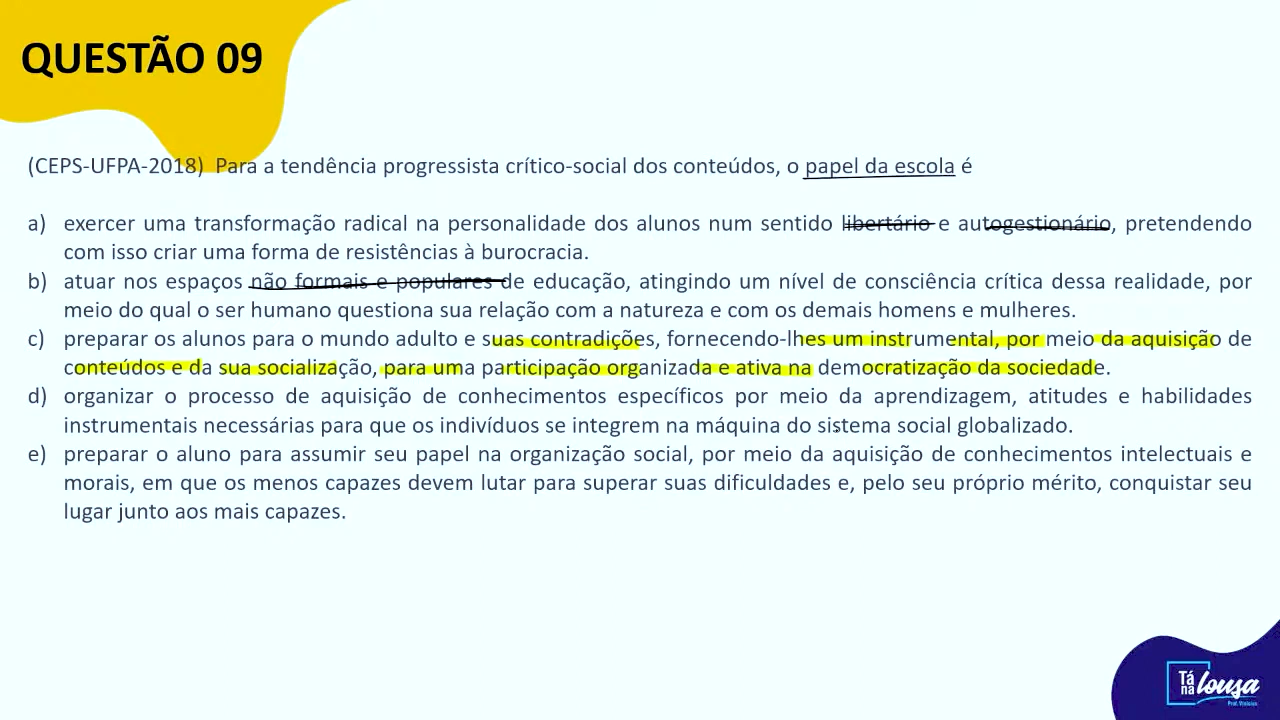 QUESTÃO 09
(CEPS-UFPA-2018) Para a tendência progressista crítico-social dos conteúdos, o papel da escola é
a) exercer uma transformação radical na personalidade dos alunos num sentido libertário e autogestionário, pretendendo
com isso criar uma forma de resistências à burocracia.
b) atuar nos espaços não formais e populares de educação, atingindo um nível de consciência crítica dessa realidade, por
meio do qual o ser humano questiona sua relação com a natureza e com os demais homens e mulheres.
c) preparar os alunos para o mundo adulto e suas contradições, fornecendo-lhes um instrumental, por meio da aquisição de
conteúdos e da sua socialização, para uma participação organizada e ativa na democratização da sociedade.
d) organizar o processo de aquisição de conhecimentos específicos por meio da aprendizagem, atitudes e habilidades
instrumentais necessárias para que os indivíduos se integrem na máquina do sistema social globalizado.
e) preparar o aluno para assumir seu papel na organização social, por meio da aquisição de conhecimentos intelectuais e
morais, em que os menos capazes devem lutar para superar suas dificuldades e, pelo seu próprio mérito, conquistar seu
lugar junto aos mais capazes.
Tá
na lousa
Prof. Vinícius